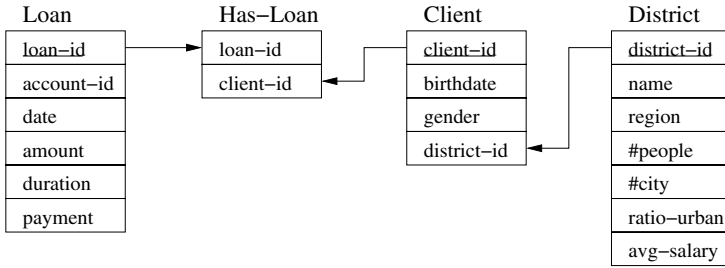 Loan
loan-id
account-id
date
amount
duration
payment
Has-Loan
loan-id
client-id
Client
client-id
birthdate
gender
district-id
District
district-id
name
region
#people
#city
ratio-urban
avg-salary